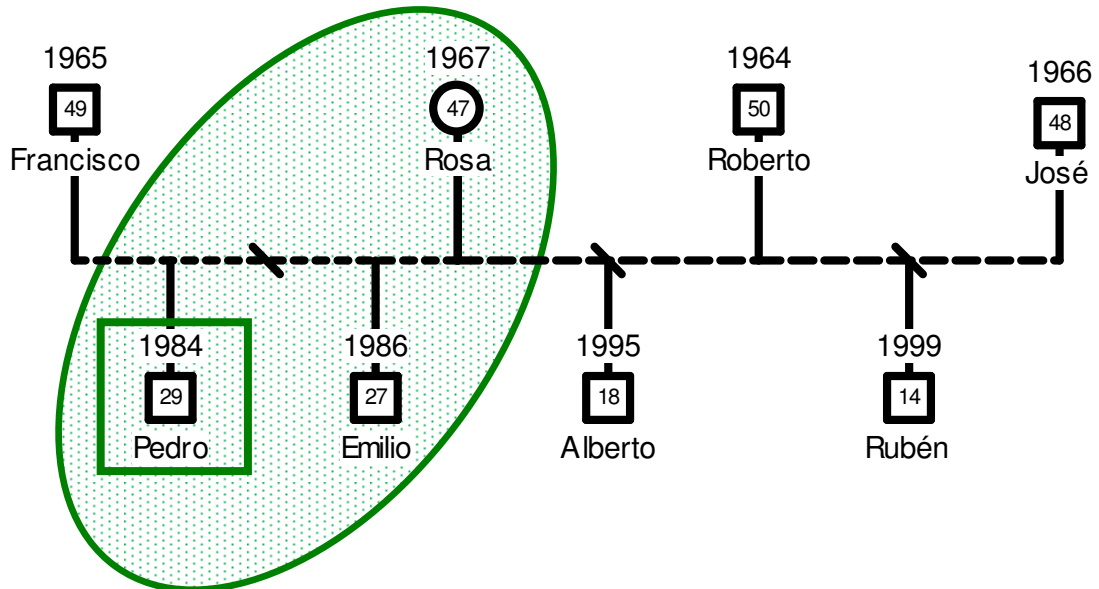 1965
49
Francisco
1967
47
Rosa
1964
50
Roberto
1966
48
José
1984
29
Pedro
1986
27
Emilio
1995
18
Alberto
1999
14
Rubén